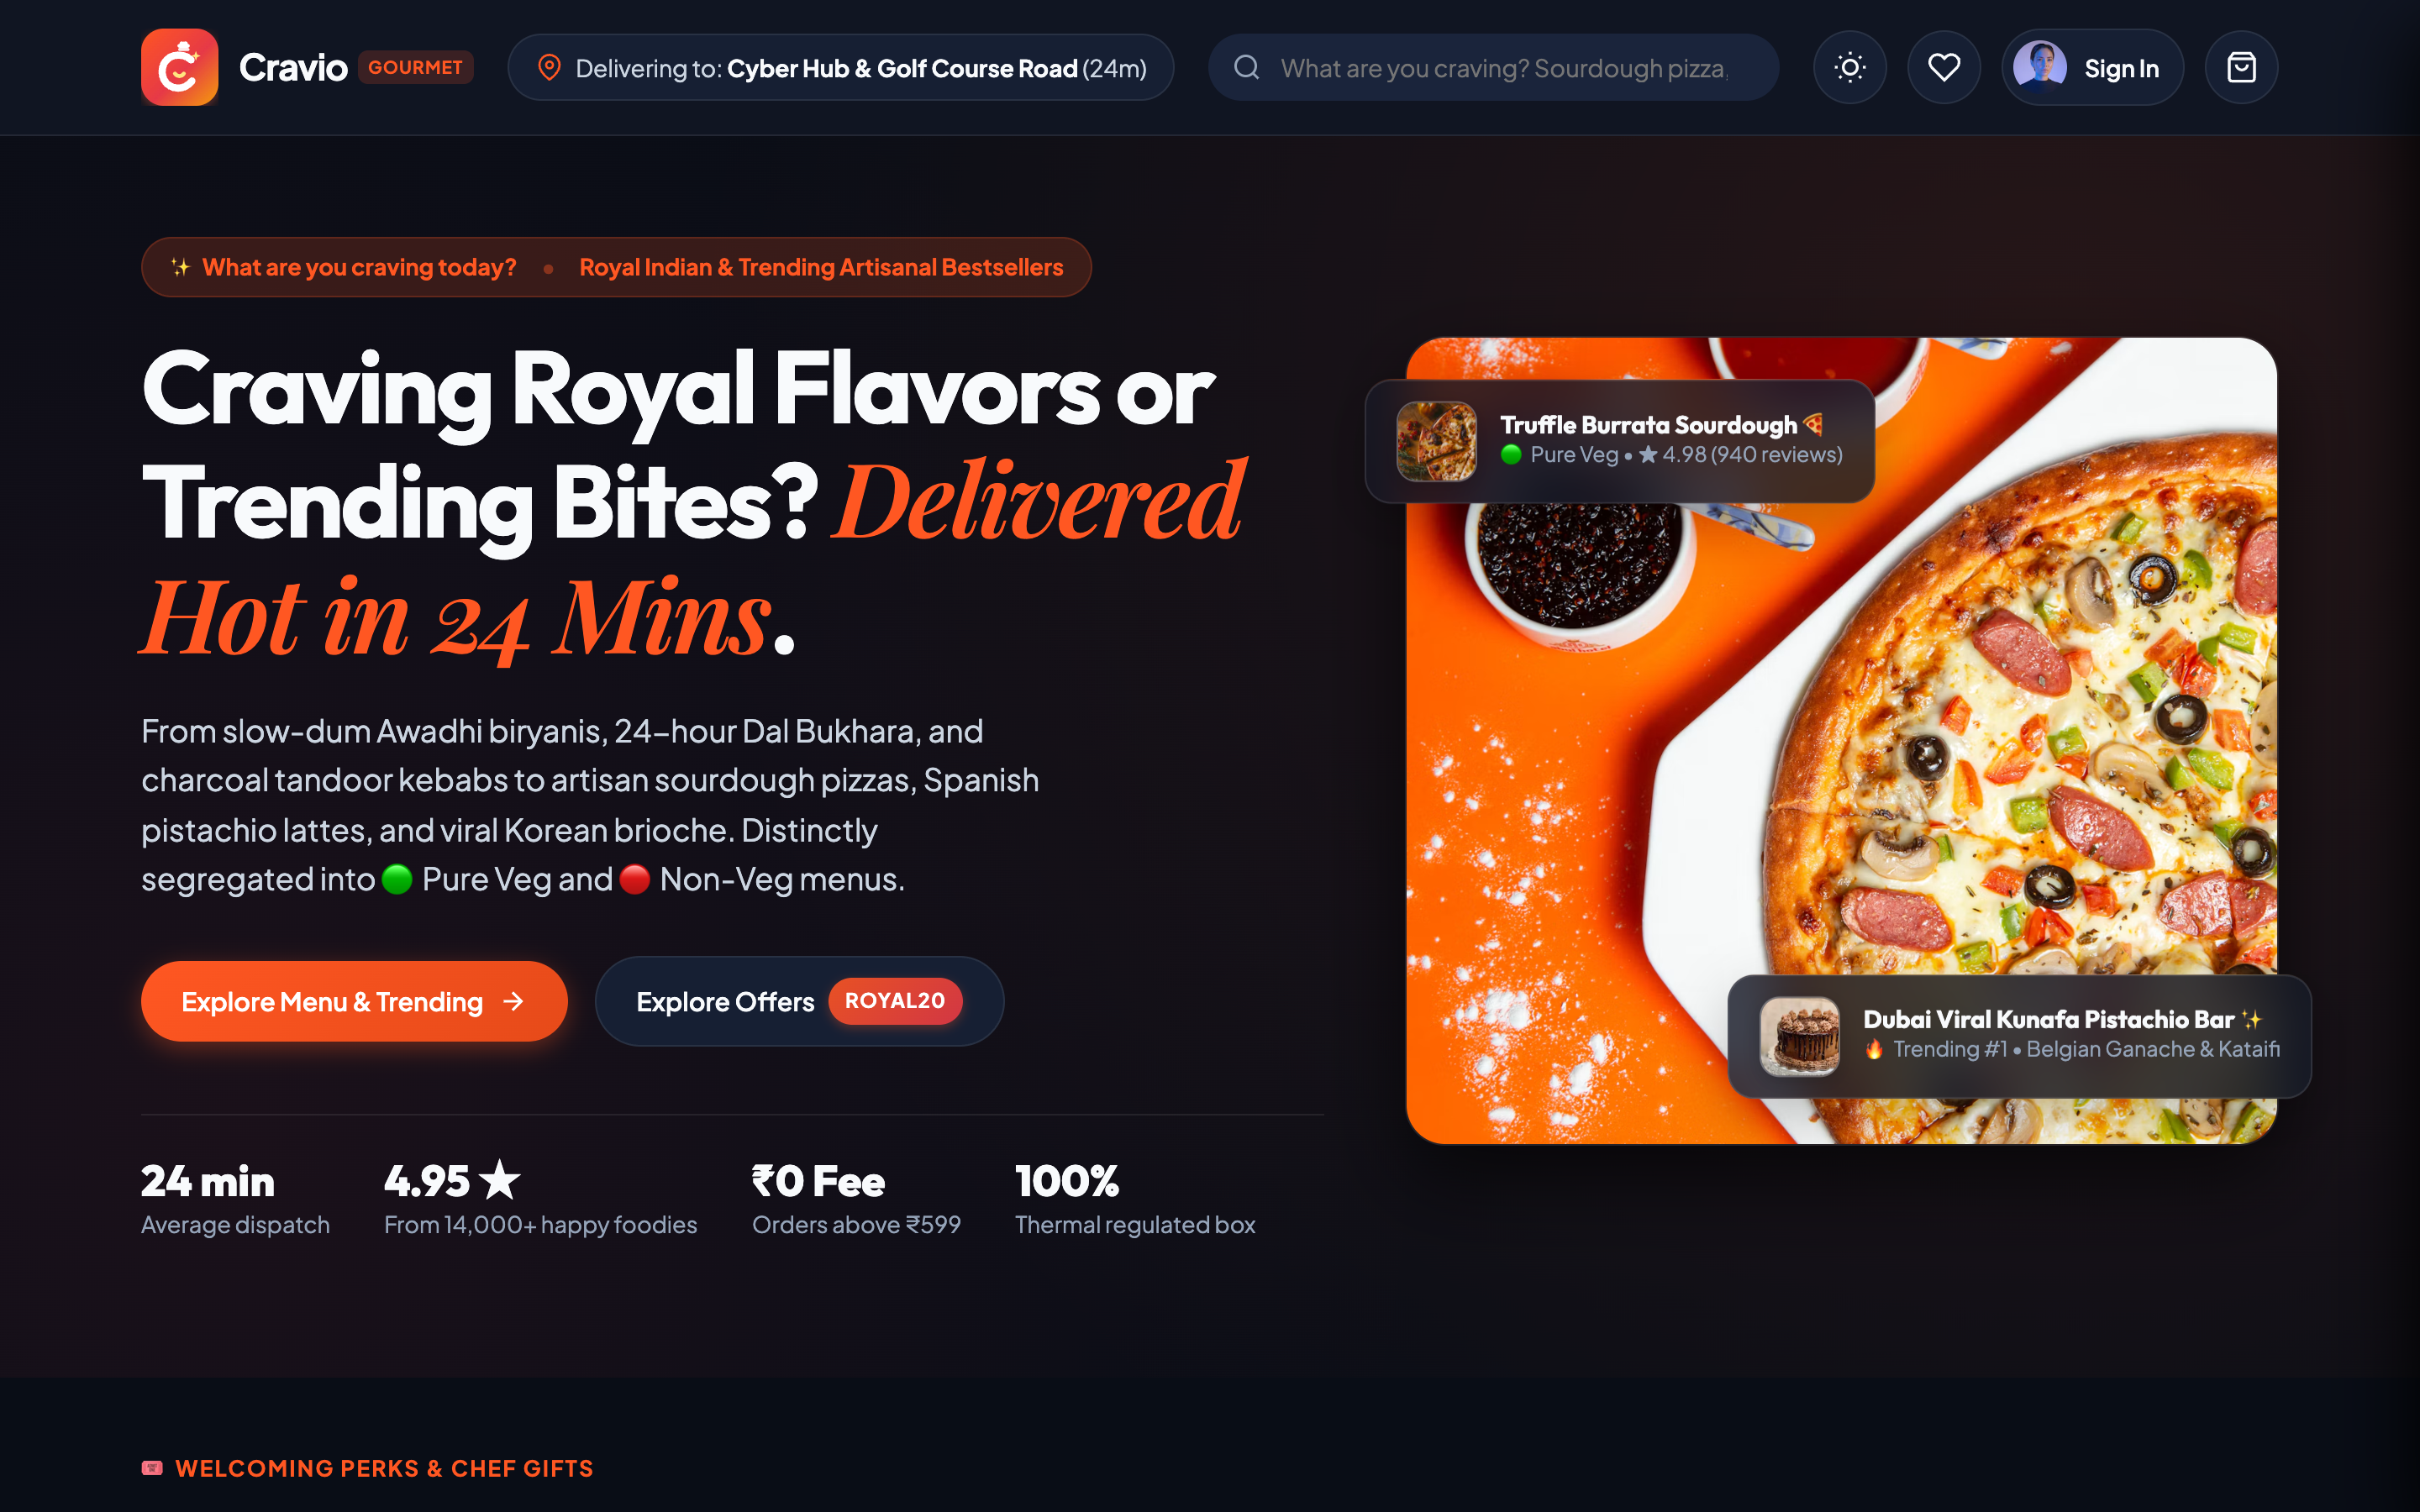 Cravio GOURMET
Delivering to: Cyber Hub & Golf Course Road (24m)
What are you craving? Sourdough pizza,
Sign In
✨ What are you craving today? • Royal Indian & Trending Artisanal Bestsellers
Craving Royal Flavors or
Trending Bites? Delivered
Hot in 24 Mins.
From slow-dum Awadhi biryanis, 24-hour Dal Bukhara, and
charcoal tandoor kebabs to artisan sourdough pizzas, Spanish
pistachio lattes, and viral Korean brioche. Distinctly
segregated into 🟢 Pure Veg and 🔴 Non-Veg menus.
Explore Menu & Trending →
Explore Offers ROYAL20
24 min
Average dispatch
4.95 ★
From 14,000+ happy foodies
₹0 Fee
Orders above ₹599
100%
Thermal regulated box
Truffle Burrata Sourdough 🍕
🟢 Pure Veg • ★ 4.98 (940 reviews)
Dubai Viral Kunafa Pistachio Bar ✨
🔥 Trending #1 • Belgian Ganache & Kataifi
🎟️ WELCOMING PERKS & CHEF GIFTS